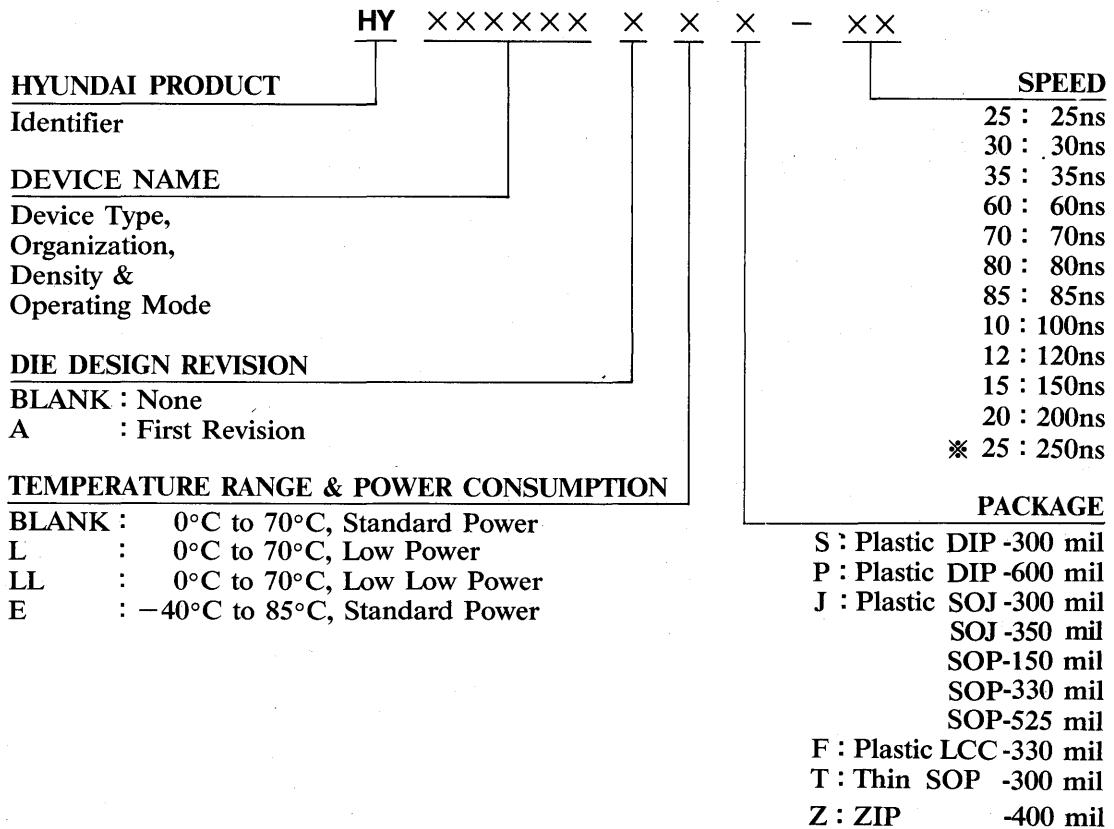 HY ×××××× × × × − ××
HYUNDAI PRODUCT
Identifier
DEVICE NAME
Device Type,
Organization,
Density &
Operating Mode
DIE DESIGN REVISION
BLANK : None
A : First Revision
TEMPERATURE RANGE & POWER CONSUMPTION
BLANK : 0°C to 70°C, Standard Power
L : 0°C to 70°C, Low Power
LL : 0°C to 70°C, Low Low Power
E : −40°C to 85°C, Standard Power
SPEED
25 : 25ns
30 : 30ns
35 : 35ns
60 : 60ns
70 : 70ns
80 : 80ns
85 : 85ns
10 : 100ns
12 : 120ns
15 : 150ns
20 : 200ns
※ 25 : 250ns
PACKAGE
S : Plastic DIP -300 mil
P : Plastic DIP -600 mil
J : Plastic SOJ -300 mil
SOJ -350 mil
SOP-150 mil
SOP-330 mil
SOP-525 mil
F : Plastic LCC -330 mil
T : Thin SOP -300 mil
Z : ZIP -400 mil